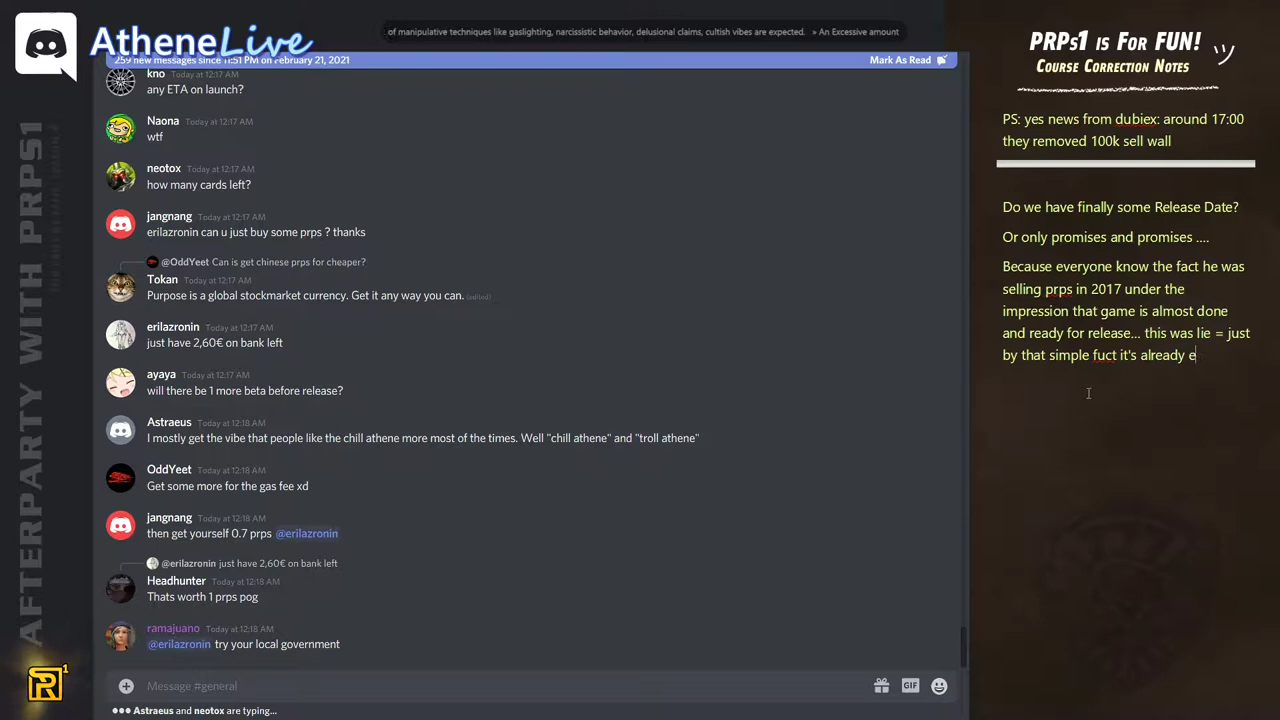 AtheneLive
of manipulative techniques like gaslighting, narcissistic behavior, delusional claims, cultish vibes are expected. » An Excessive amount
259 new messages since 11:51 PM on February 21, 2021
Mark As Read
kno Today at 12:17 AM
any ETA on launch?
Naona Today at 12:17 AM
wtf
neotox Today at 12:17 AM
how many cards left?
jangnang Today at 12:17 AM
erilazronin can u just buy some prps ? thanks
@OddYeet Can is get chinese prps for cheaper?
Tokan Today at 12:17 AM
Purpose is a global stockmarket currency. Get it any way you can. (edited)
erilazronin Today at 12:17 AM
just have 2,60€ on bank left
ayaya Today at 12:17 AM
will there be 1 more beta before release?
Astraeus Today at 12:18 AM
I mostly get the vibe that people like the chill athene more most of the times. Well "chill athene" and "troll athene"
OddYeet Today at 12:18 AM
Get some more for the gas fee xd
jangnang Today at 12:18 AM
then get yourself 0.7 prps @erilazronin
@erilazronin just have 2,60€ on bank left
Headhunter Today at 12:18 AM
Thats worth 1 prps pog
ramajuano Today at 12:18 AM
@erilazronin try your local government
Message #general
GIF
Astraeus and neotox are typing...
AFTERPARTY WITH PRPS1
R1
PRPS1 IS FOR FUN! ツ
COURSE CORRECTION NOTES
PS: yes news from dubiex: around 17:00
they removed 100k sell wall
Do we have finally some Release Date?
Or only promises and promises ....
Because everyone know the fact he was
selling prps in 2017 under the
impression that game is almost done
and ready for release... this was lie = just
by that simple fuct it's already e